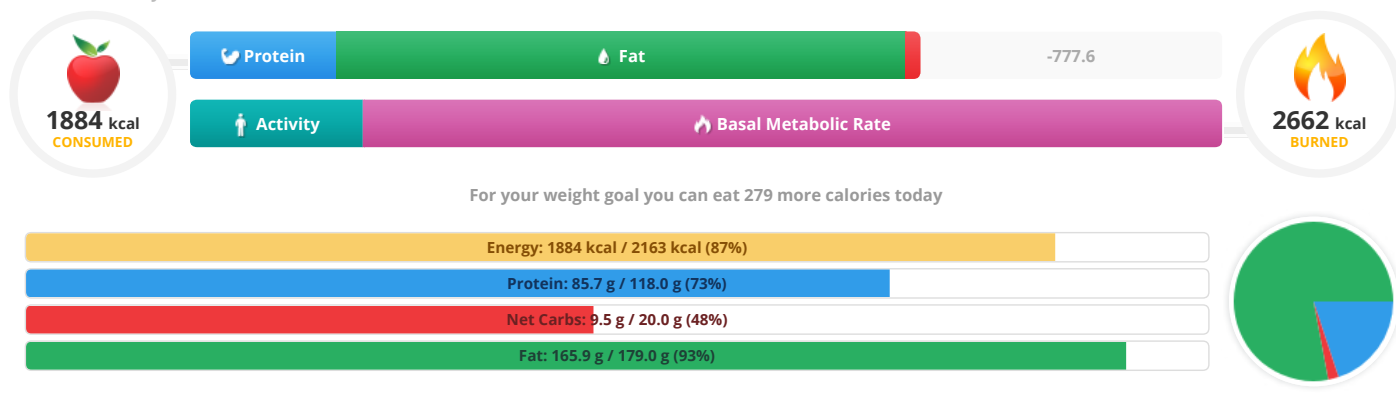 1884 kcal
CONSUMED
Protein
Fat
-777.6
Activity
Basal Metabolic Rate
2662 kcal
BURNED
For your weight goal you can eat 279 more calories today
Energy: 1884 kcal / 2163 kcal (87%)
Protein: 85.7 g / 118.0 g (73%)
Net Carbs: 9.5 g / 20.0 g (48%)
Fat: 165.9 g / 179.0 g (93%)